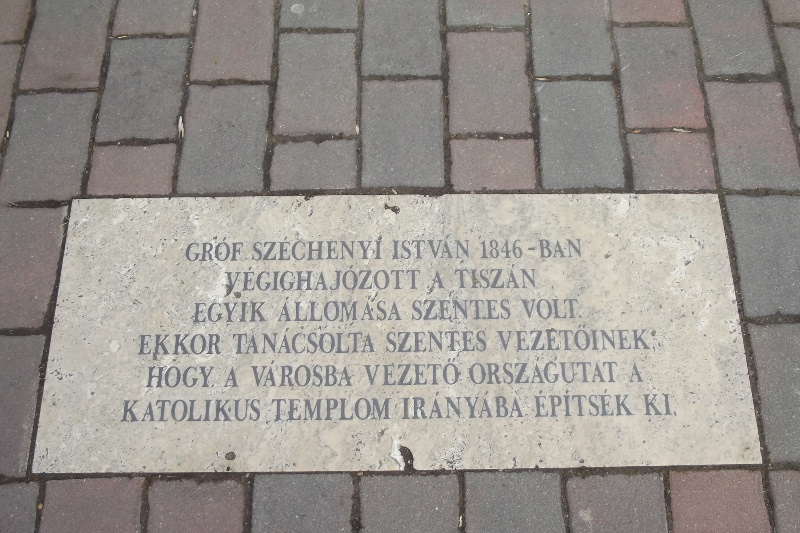 GRÓF SZÉCHENYI ISTVÁN 1846-BAN
VÉGIGHAJÓZOTT A TISZÁN
EGYIK ÁLLOMÁSA SZENTES VOLT.
EKKOR TANÁCSOLTA SZENTES VEZETŐINEK,
HOGY A VÁROSBA VEZETŐ ORSZÁGUTAT A
KATOLIKUS TEMPLOM IRÁNYÁBA ÉPÍTSÉK KI.